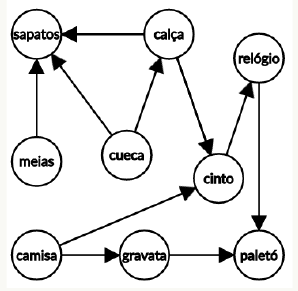 sapatos
calça
relógio
meias
cueca
cinto
camisa
gravata
paletó